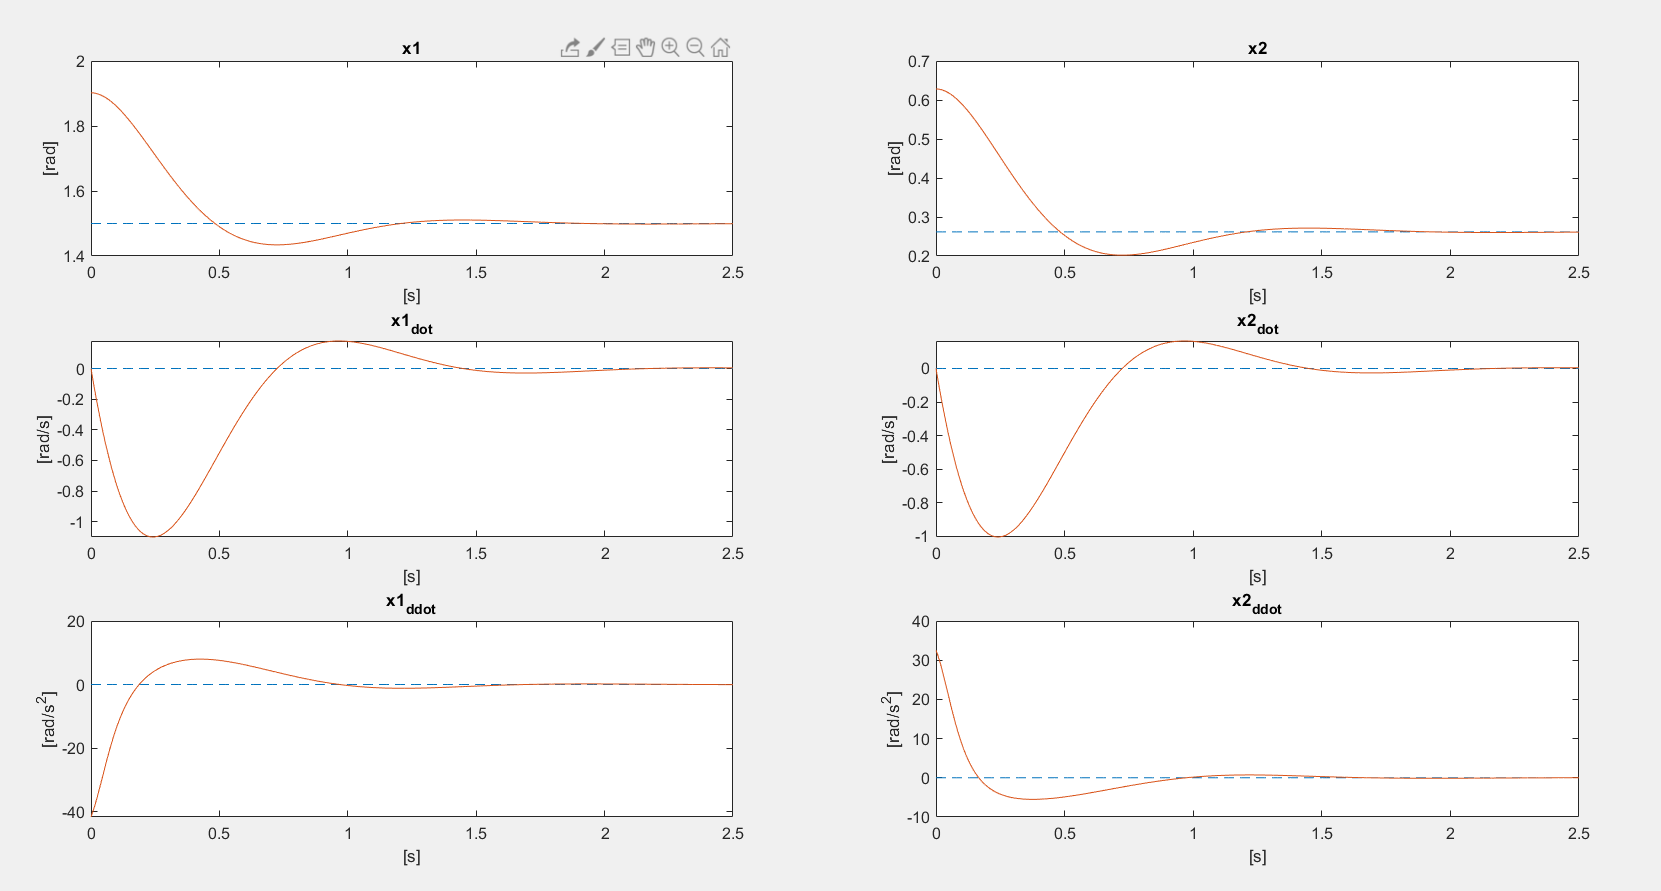 x1
2
1.8
1.6
1.4
[rad]
0 0.5 1 1.5 2 2.5
[s]
x2
0.7
0.6
0.5
0.4
0.3
0.2
[rad]
0 0.5 1 1.5 2 2.5
[s]
x1dot
0
-0.2
-0.4
-0.6
-0.8
-1
[rad/s]
0 0.5 1 1.5 2 2.5
[s]
x2dot
0
-0.2
-0.4
-0.6
-0.8
-1
[rad/s]
0 0.5 1 1.5 2 2.5
[s]
x1ddot
20
0
-20
-40
[rad/s2]
0 0.5 1 1.5 2 2.5
[s]
x2ddot
40
30
20
10
0
-10
[rad/s2]
0 0.5 1 1.5 2 2.5
[s]